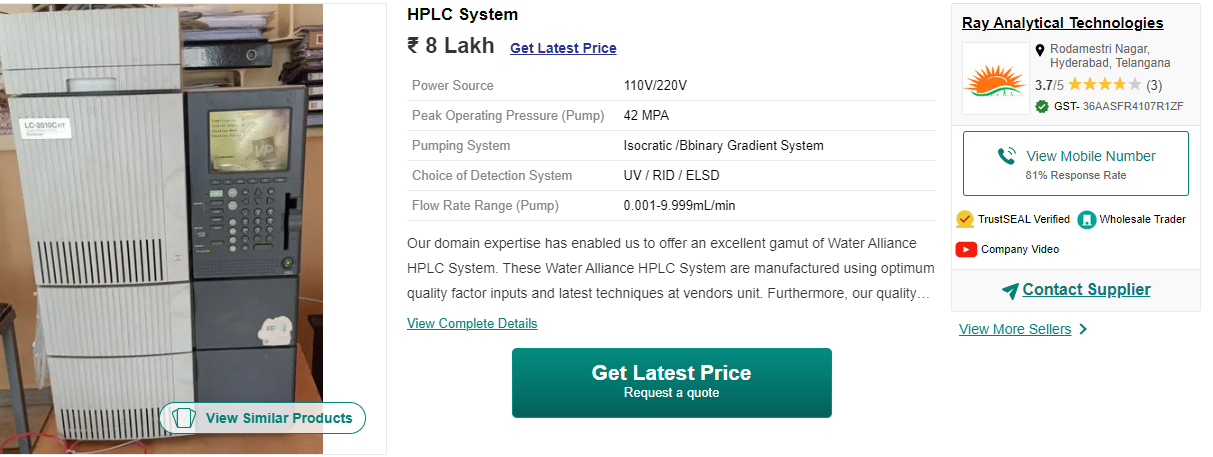 HPLC System
₹ 8 Lakh Get Latest Price
Power Source 110V/220V
Peak Operating Pressure (Pump) 42 MPA
Pumping System Isocratic /Bbinary Gradient System
Choice of Detection System UV / RID / ELSD
Flow Rate Range (Pump) 0.001-9.999mL/min
Our domain expertise has enabled us to offer an excellent gamut of Water Alliance
HPLC System. These Water Alliance HPLC System are manufactured using optimum
quality factor inputs and latest techniques at vendors unit. Furthermore, our quality…
View Complete Details
Get Latest Price
Request a quote
LC-2010CHT
View Similar Products
Ray Analytical Technologies
Rodamestri Nagar,
Hyderabad, Telangana
3.7/5 (3)
GST- 36AASFR4107R1ZF
View Mobile Number
81% Response Rate
TrustSEAL Verified Wholesale Trader
Company Video
Contact Supplier
View More Sellers